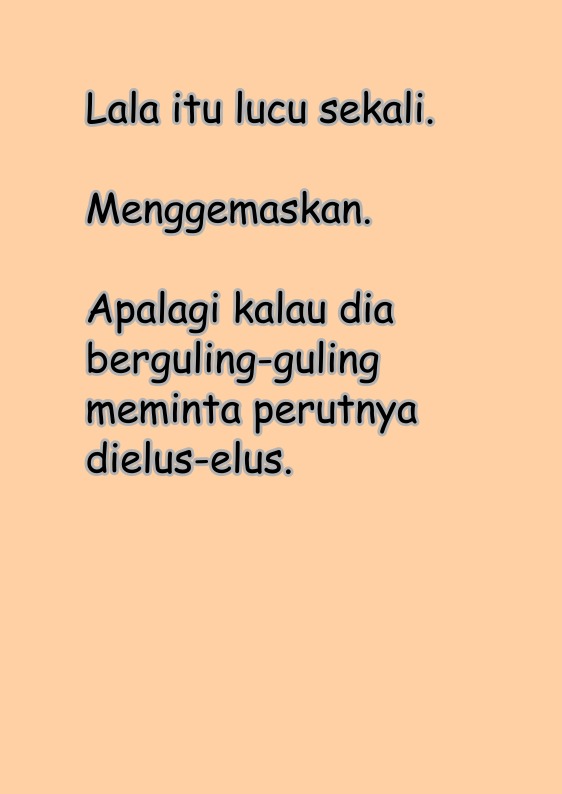 Lala itu lucu sekali.
Menggemaskan.
Apalagi kalau dia
berguling-guling
meminta perutnya
dielus-elus.